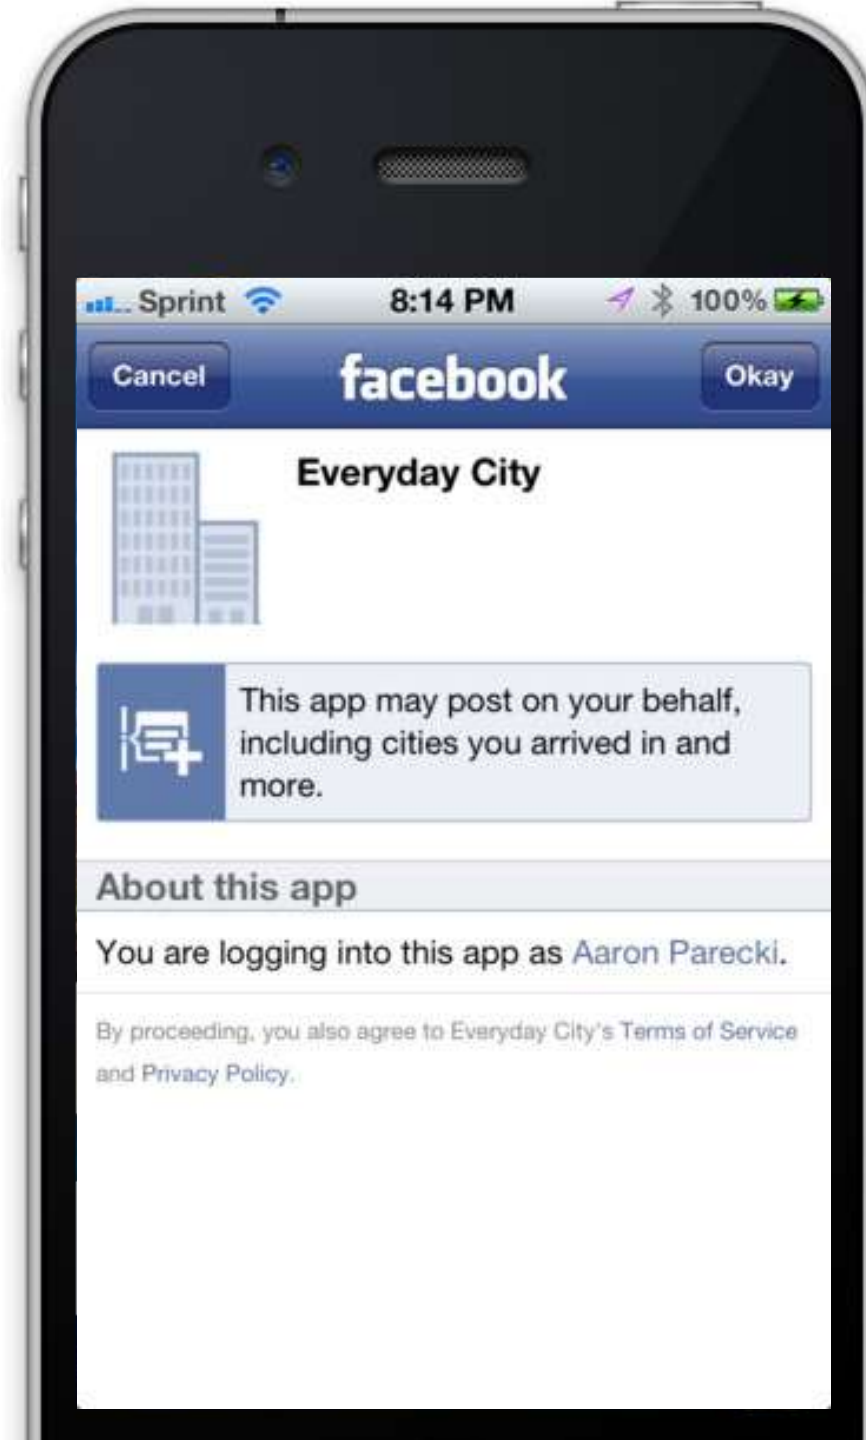 Sprint 8:14 PM 100%
Cancel facebook Okay
Everyday City
This app may post on your behalf,
including cities you arrived in and
more.
About this app
You are logging into this app as Aaron Parecki.
By proceeding, you also agree to Everyday City's Terms of Service
and Privacy Policy.